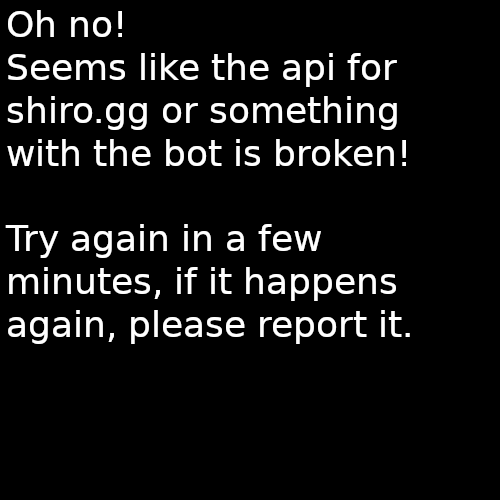 Oh no!
Seems like the api for
shiro.gg or something
with the bot is broken!
Try again in a few
minutes, if it happens
again, please report it.